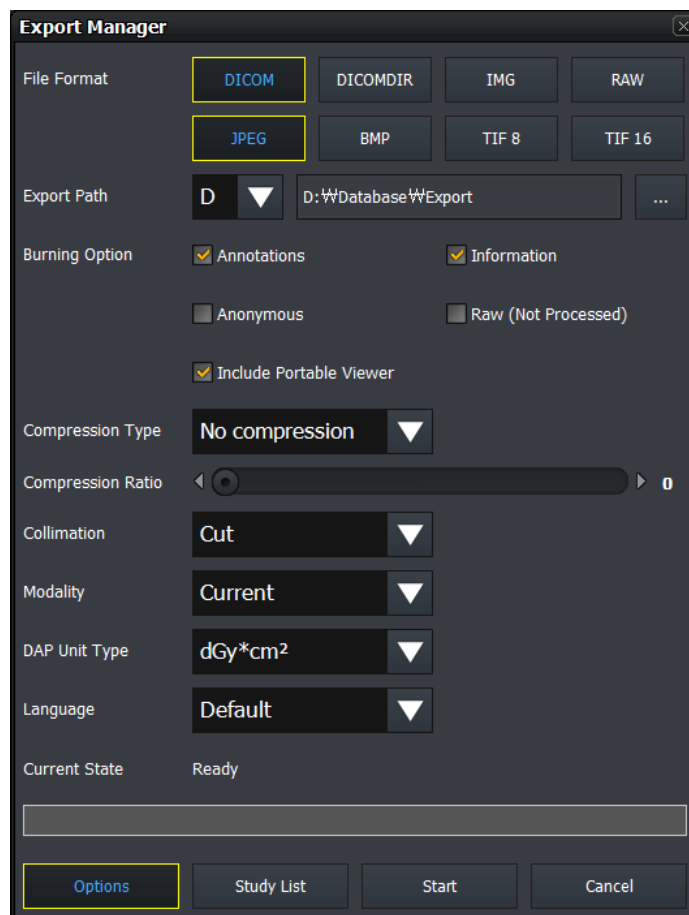 Export Manager
File Format DICOM DICOMDIR IMG RAW
JPEG BMP TIF 8 TIF 16
Export Path D D:₩Database₩Export ...
Burning Option Annotations Information
Anonymous Raw (Not Processed)
Include Portable Viewer
Compression Type No compression
Compression Ratio 0
Collimation Cut
Modality Current
DAP Unit Type dGy*cm²
Language Default
Current State Ready
Options Study List Start Cancel